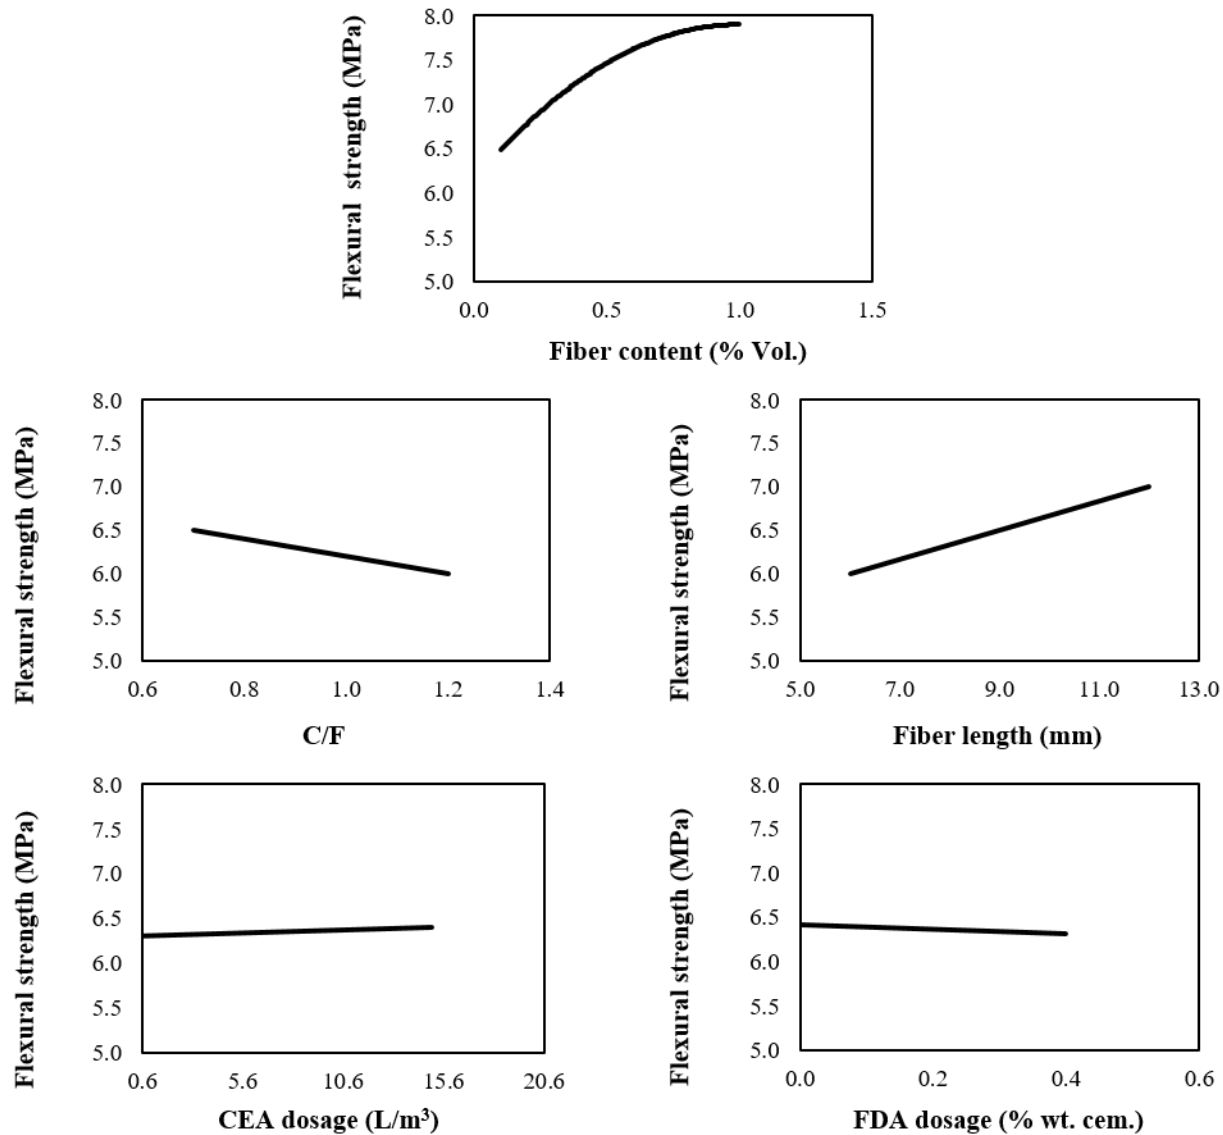 Flexural strength (MPa)
8.0
7.5
7.0
6.5
6.0
5.5
5.0
0.0 0.5 1.0 1.5
Fiber content (% Vol.)
Flexural strength (MPa)
8.0
7.5
7.0
6.5
6.0
5.5
5.0
0.6 0.8 1.0 1.2 1.4
C/F
Flexural strength (MPa)
8.0
7.5
7.0
6.5
6.0
5.5
5.0
5.0 7.0 9.0 11.0 13.0
Fiber length (mm)
Flexural strength (MPa)
8.0
7.5
7.0
6.5
6.0
5.5
5.0
0.6 5.6 10.6 15.6 20.6
CEA dosage (L/m³)
Flexural strength (MPa)
8.0
7.5
7.0
6.5
6.0
5.5
5.0
0.0 0.2 0.4 0.6
FDA dosage (% wt. cem.)